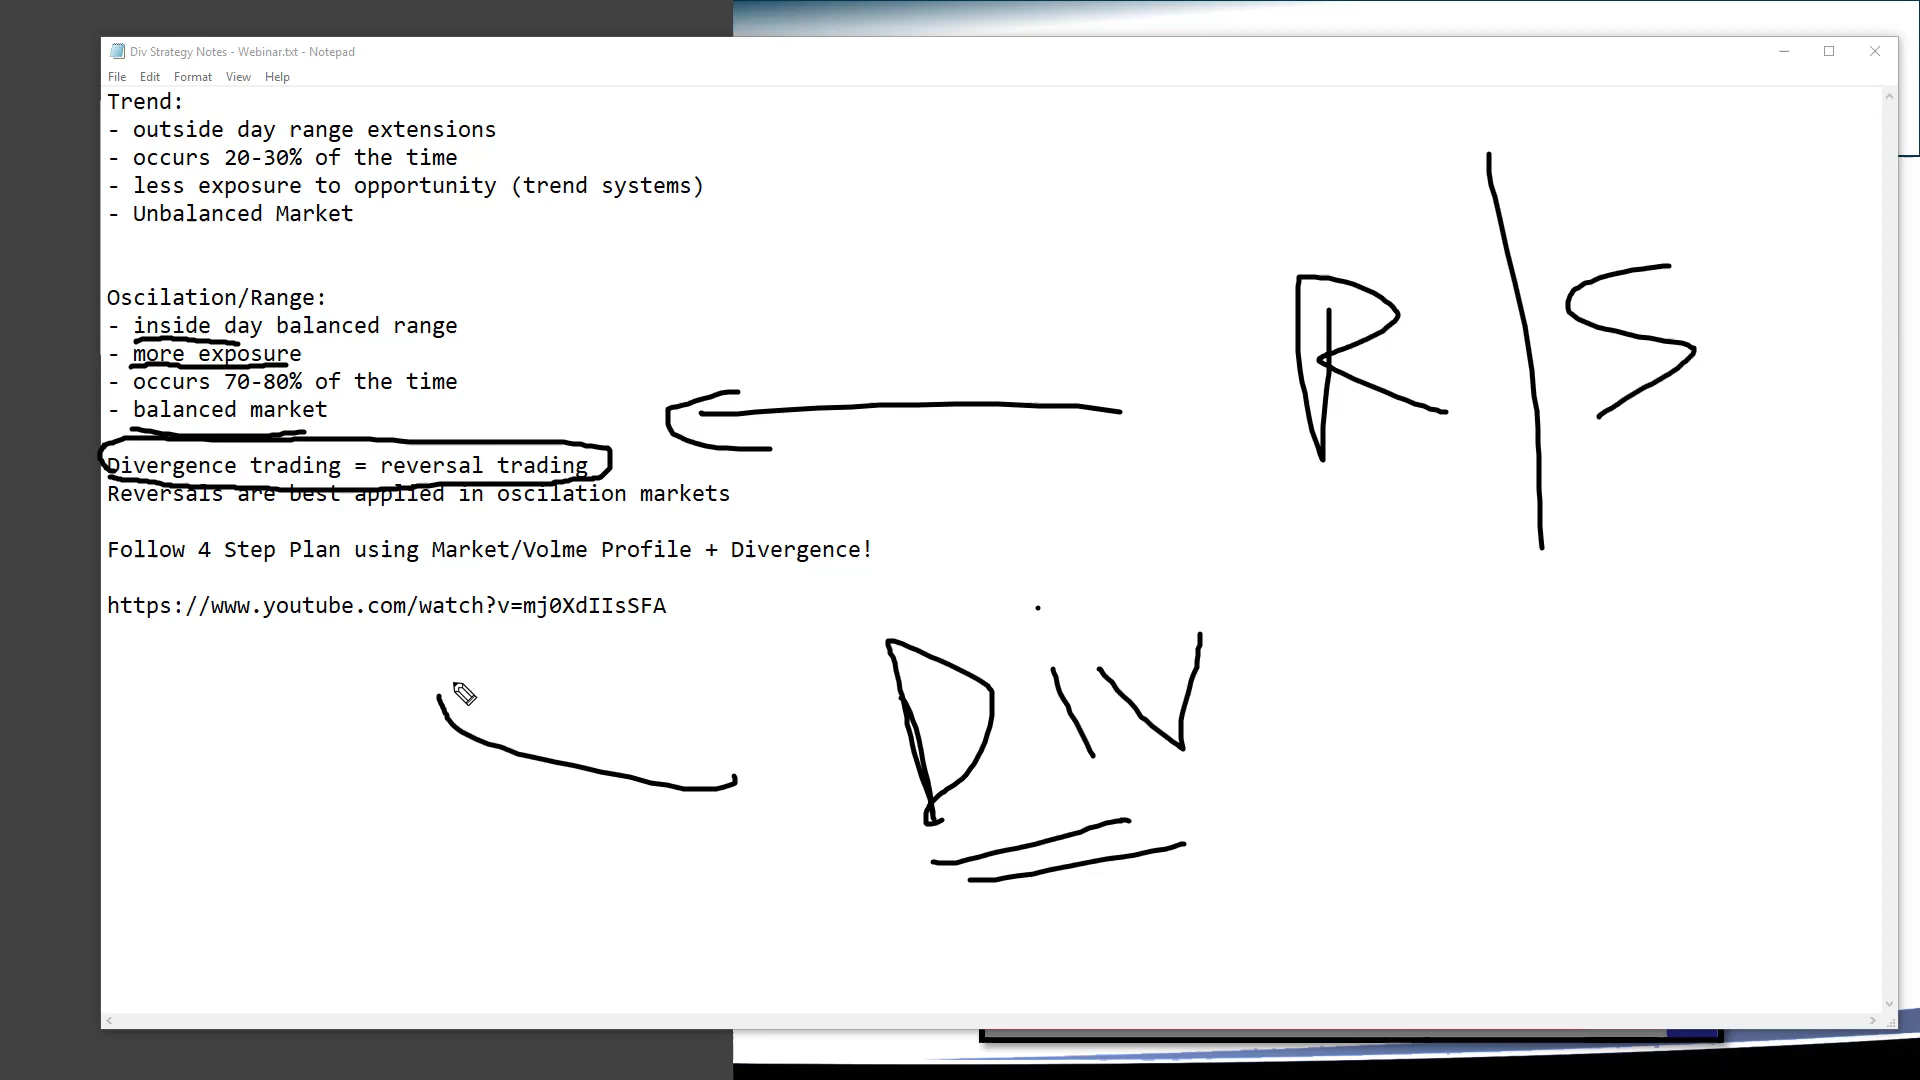 Div Strategy Notes - Webinar.txt - Notepad
File Edit Format View Help
Trend:
- outside day range extensions
- occurs 20-30% of the time
- less exposure to opportunity (trend systems)
- Unbalanced Market
Oscilation/Range:
- inside day balanced range
- more exposure
- occurs 70-80% of the time
- balanced market
Divergence trading = reversal trading
Reversals are best applied in oscilation markets
Follow 4 Step Plan using Market/Volme Profile + Divergence!
https://www.youtube.com/watch?v=mj0XdIIsSFA
R | S
DIV